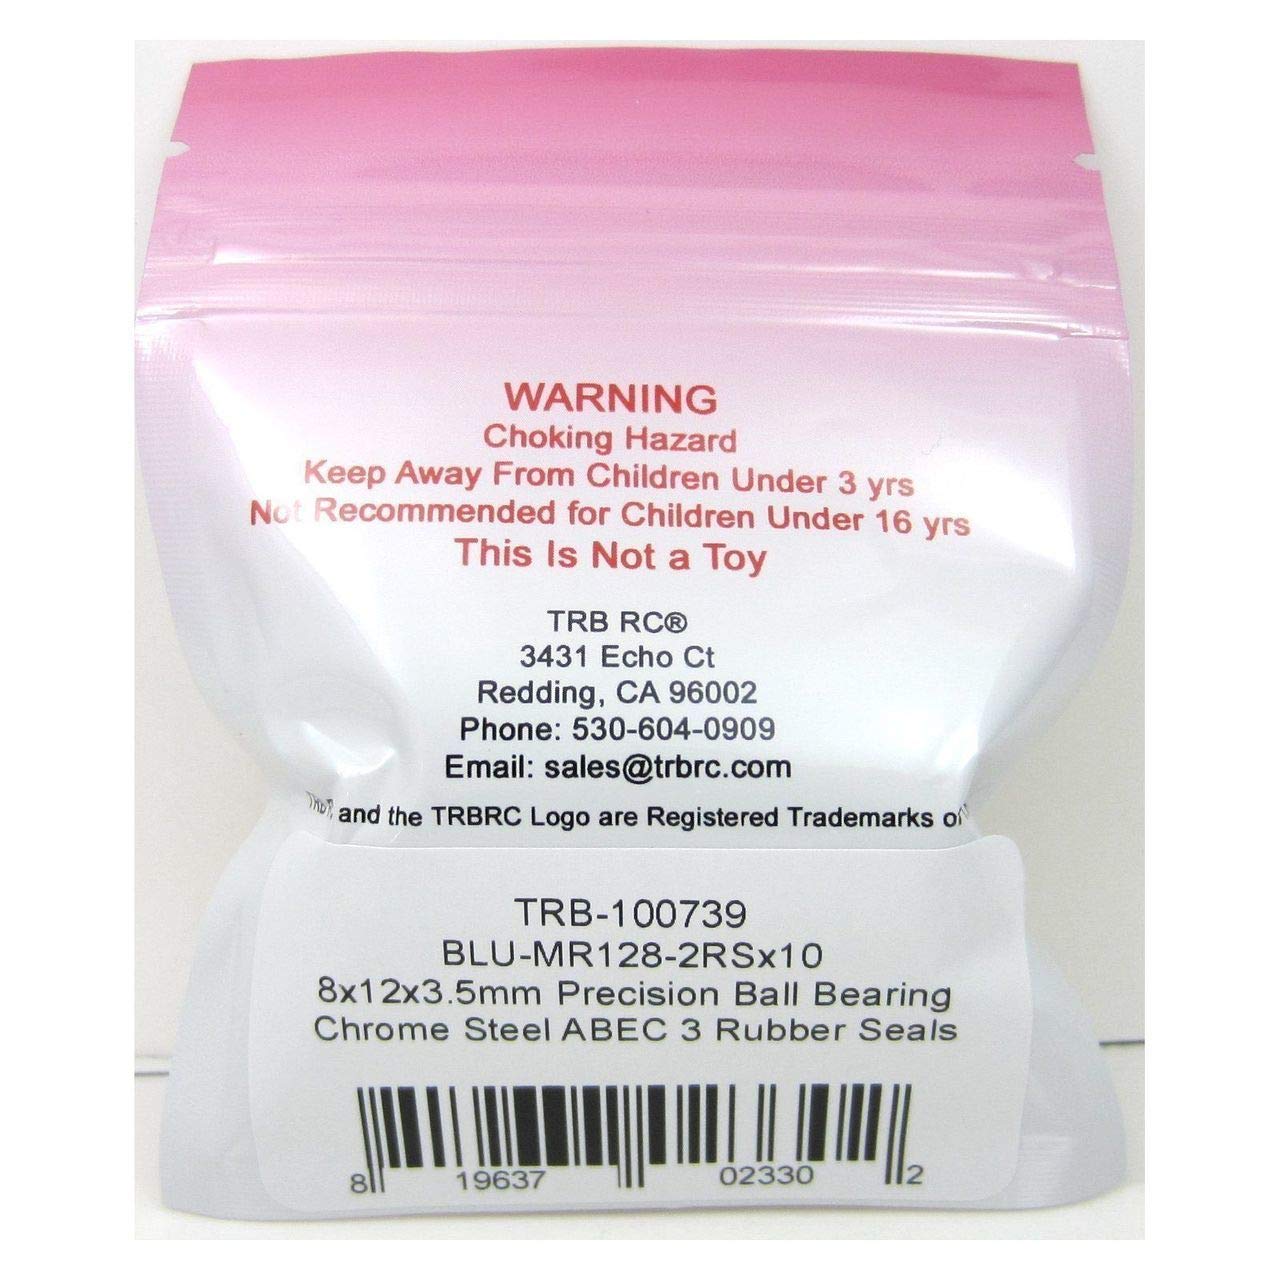 WARNING
Choking Hazard
Keep Away From Children Under 3 yrs
Not Recommended for Children Under 16 yrs
This Is Not a Toy
TRB RC®
3431 Echo Ct
Redding, CA 96002
Phone: 530-604-0909
Email: sales@trbrc.com
and the TRBRC Logo are Registered Trademarks of
TRB-100739
BLU-MR128-2RSx10
8x12x3.5mm Precision Ball Bearing
Chrome Steel ABEC 3 Rubber Seals
8 19637 02330 2